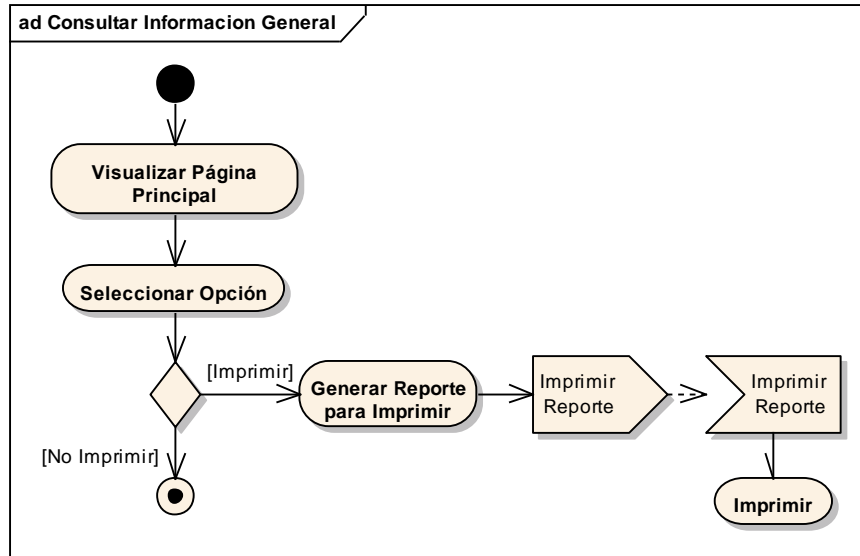 ad Consultar Informacion General
Visualizar Página
Principal
Seleccionar Opción
[Imprimir]
Generar Reporte
para Imprimir
Imprimir
Reporte
Imprimir
Reporte
[No Imprimir]
Imprimir